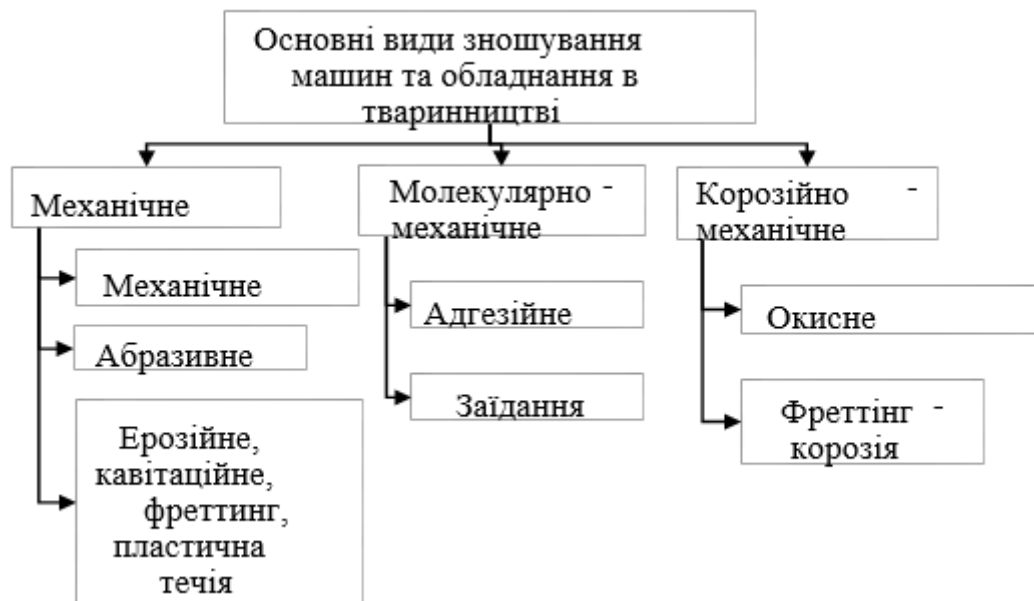 Основні види зношування
машин та обладнання в
тваринництві
Механічне
Молекулярно -
механічне
Корозійно -
механічне
Механічне
Абразивне
Ерозійне,
кавітаційне,
фреттинг,
пластична
течія
Адгезійне
Заїдання
Окисне
Фреттінг -
корозія